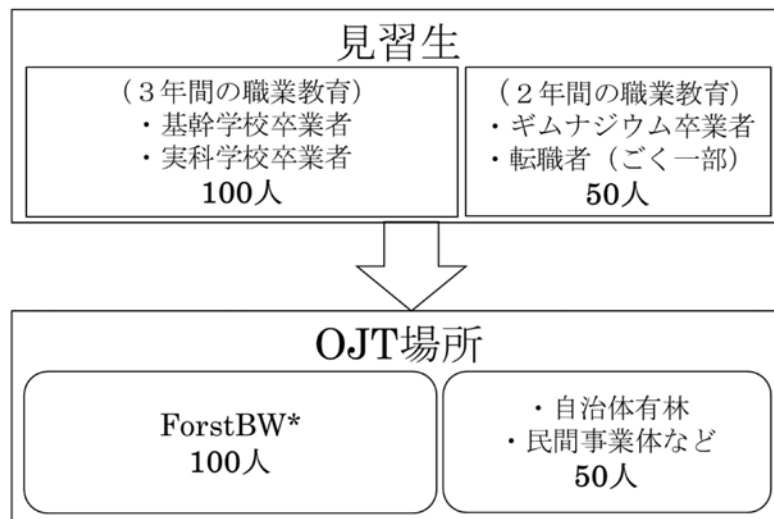 見習生
(3年間の職業教育)
・基幹学校卒業者
・実科学校卒業者
100人
(2年間の職業教育)
・ギムナジウム卒業者
・転職者(ごく一部)
50人
OJT場所
ForstBW*
100人
・自治体有林
・民間事業体など
50人